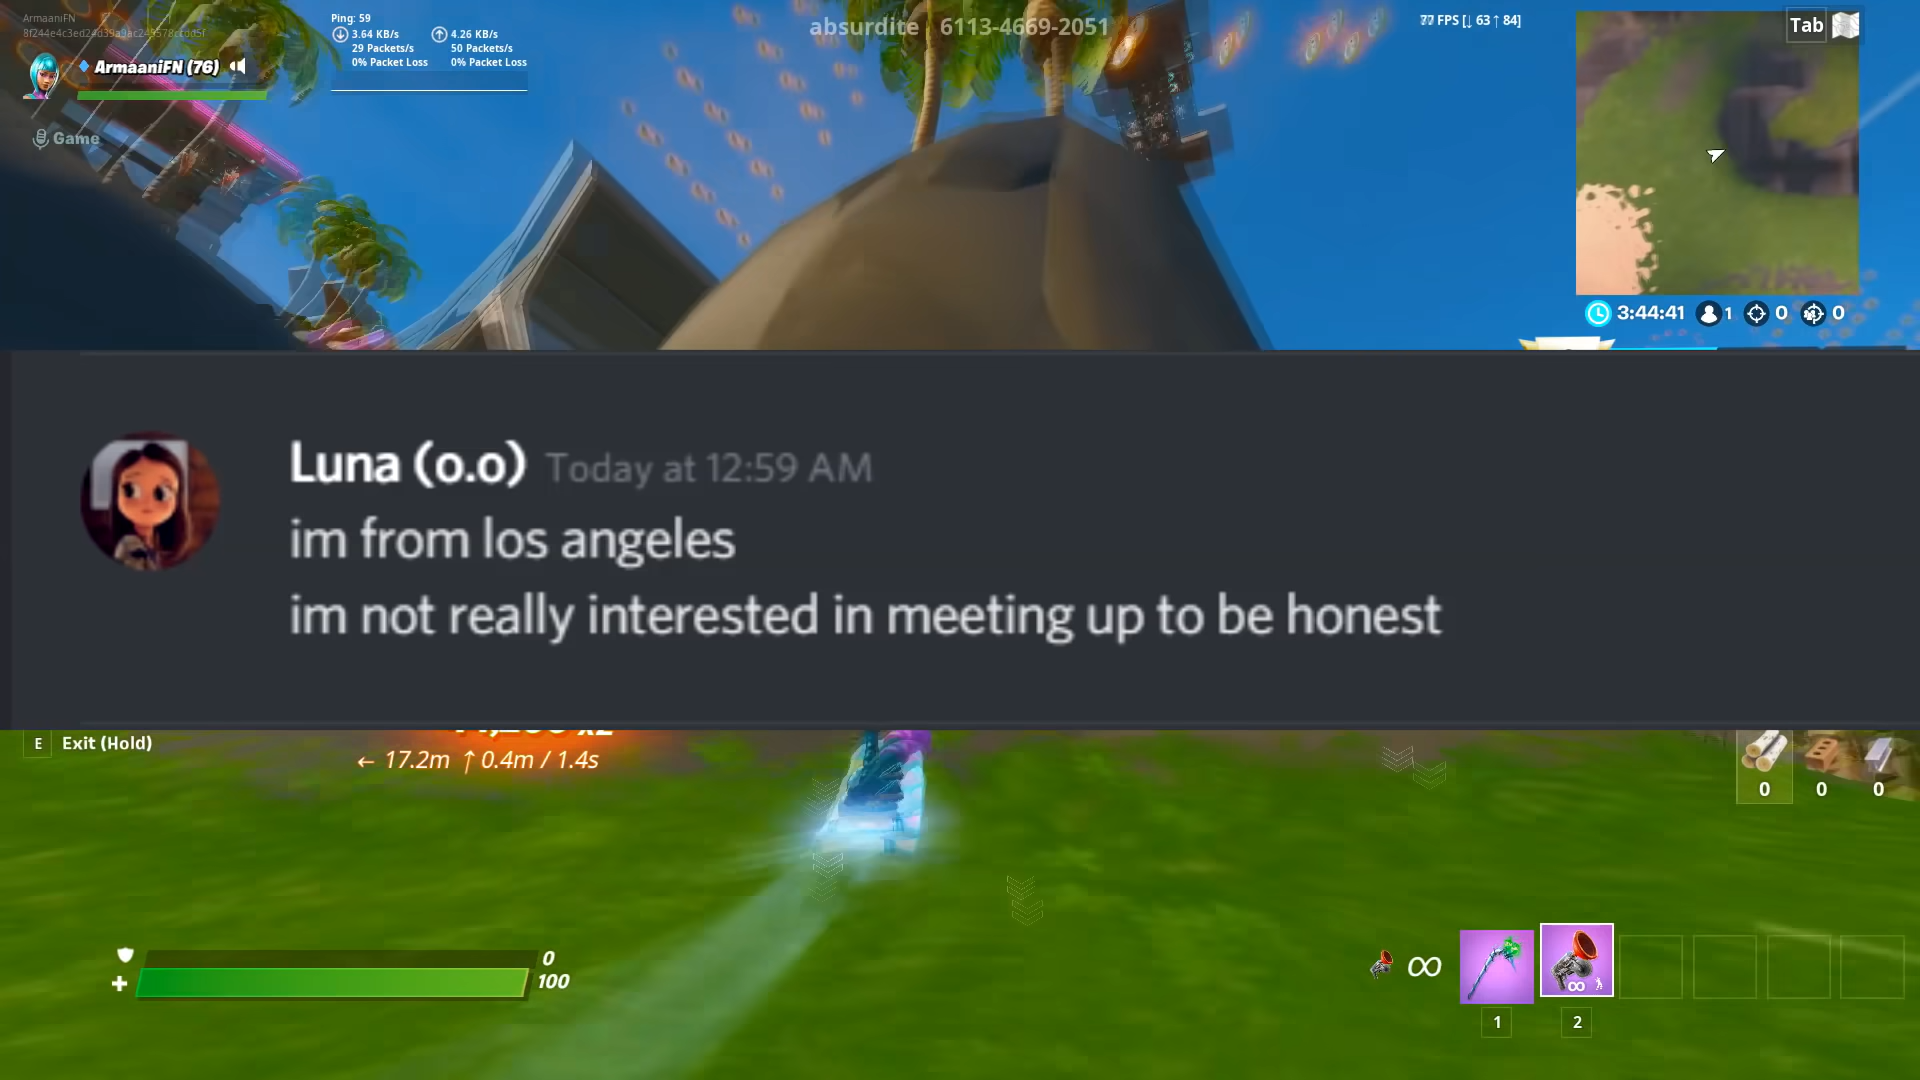 ArmaaniFN
Ping: 59
3.64 KB/s 4.26 KB/s
29 Packets/s 50 Packets/s
0% Packet Loss 0% Packet Loss
absurdite 6113-4669-2051
FPS [↓ 63 ↑ 84]
Tab
ArmaaniFN (76)
Game
3:44:41 1 0 0
Luna (o.o) Today at 12:59 AM
im from los angeles
im not really interested in meeting up to be honest
E Exit (Hold)
← 17.2m ↑ 0.4m / 1.4s
0 0 0
0
100
∞ ∞
1 2